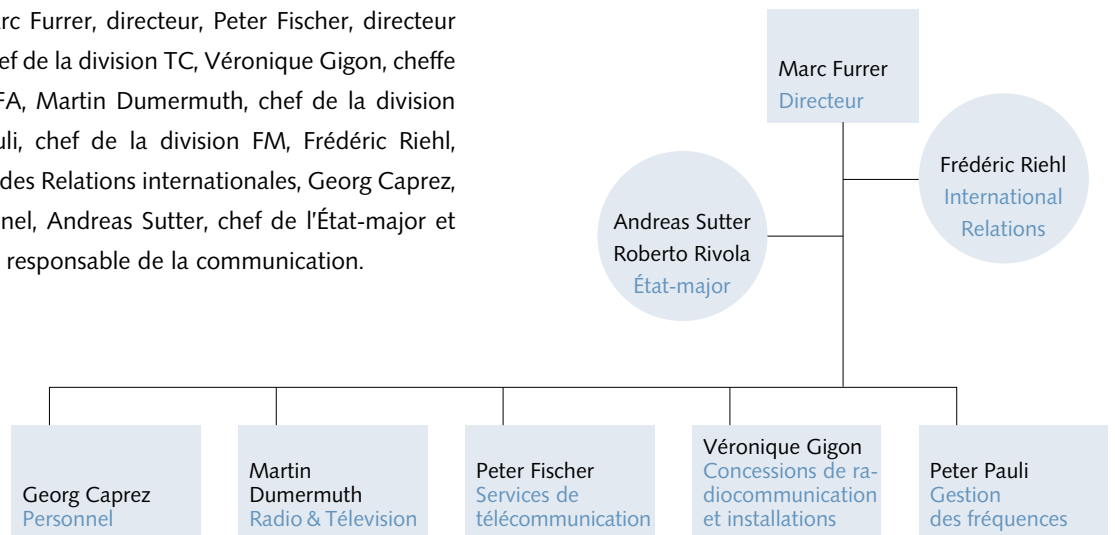 rc Furrer, directeur, Peter Fischer, directeur
ef de la division TC, Véronique Gigon, cheffe
FA, Martin Dumermuth, chef de la division
uli, chef de la division FM, Frédéric Riehl,
des Relations internationales, Georg Caprez,
nel, Andreas Sutter, chef de l'État-major et
responsable de la communication.
Marc Furrer
Directeur
Frédéric Riehl
International
Relations
Andreas Sutter
Roberto Rivola
État-major
Georg Caprez
Personnel
Martin
Dumermuth
Radio & Télévision
Peter Fischer
Services de
télécommunication
Véronique Gigon
Concessions de ra-
diocommunication
et installations
Peter Pauli
Gestion
des fréquences